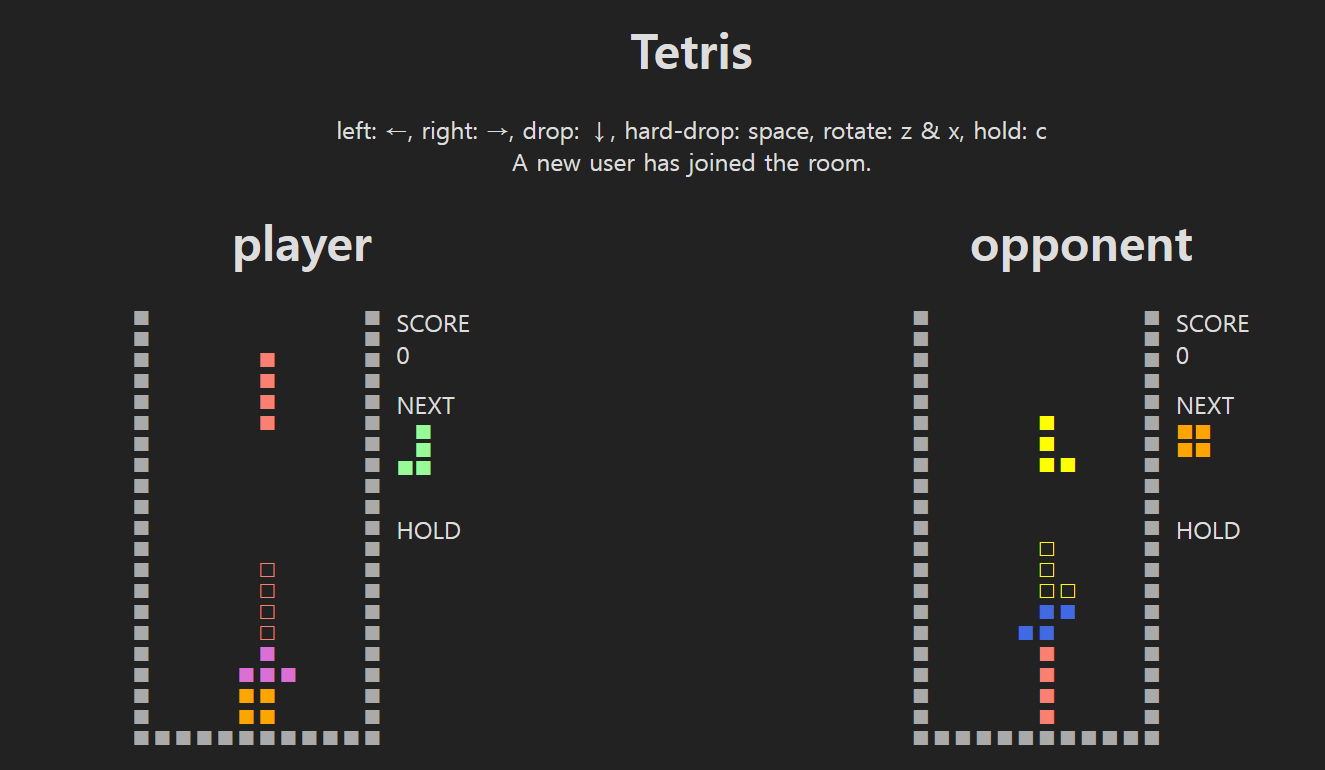 Tetris
left: ←, right: →, drop: ↓, hard-drop: space, rotate: z & x, hold: c
A new user has joined the room.
player
SCORE
0
NEXT
HOLD
opponent
SCORE
0
NEXT
HOLD